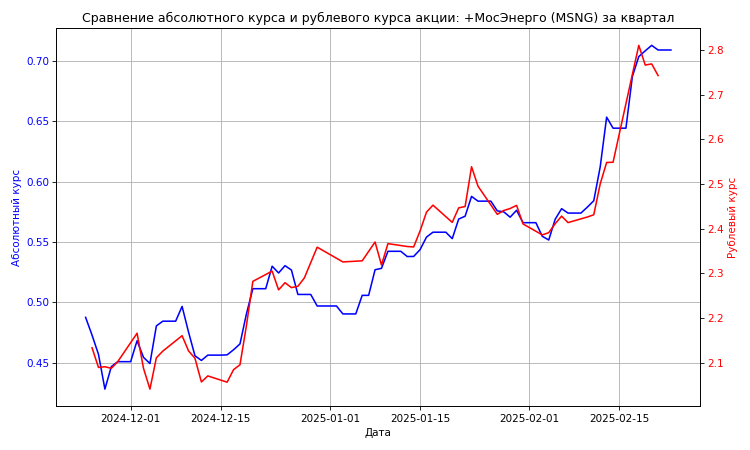 Сравнение абсолютного курса и рублевого курса акции: +МосЭнерго (MSNG) за квартал
Абсолютный курс
0.70
0.65
0.60
0.55
0.50
0.45
2.8
2.7
2.6
2.5
2.4
2.3
2.2
2.1
Рублевый курс
2024-12-01 2024-12-15 2025-01-01 2025-01-15 2025-02-01 2025-02-15
Дата